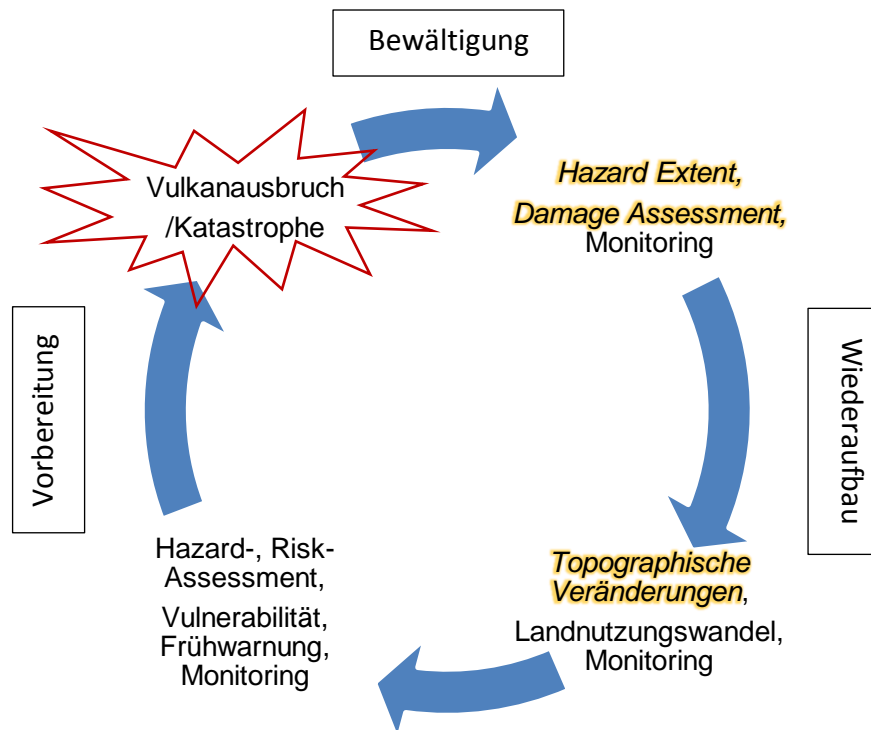 Bewältigung
Vulkanausbruch
/Katastrophe
Hazard Extent,
Damage Assessment,
Monitoring
Wiederaufbau
Topographische
Veränderungen,
Landnutzungswandel,
Monitoring
Hazard-, Risk-
Assessment,
Vulnerabilität,
Frühwarnung,
Monitoring
Vorbereitung